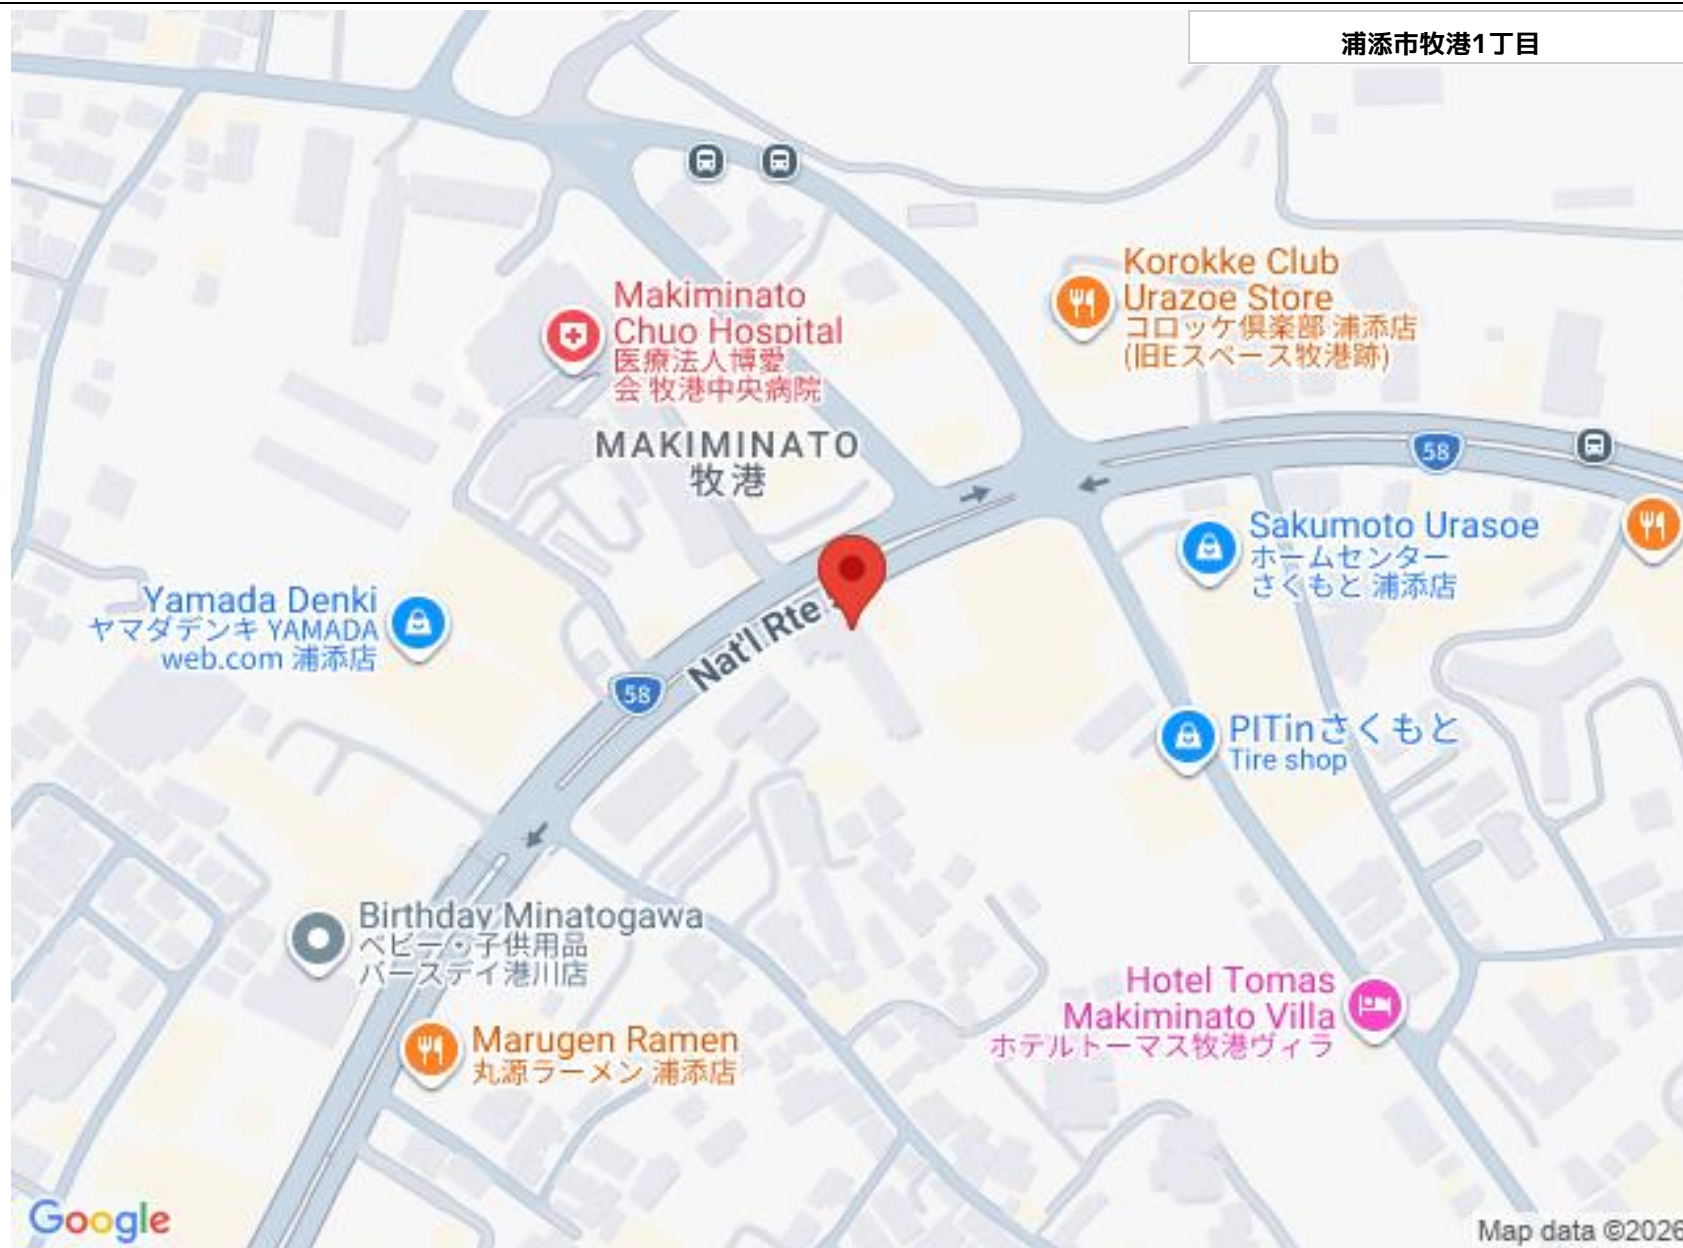 浦添市牧港1丁目
Korokke Club
Urazoe Store
コロッケ倶楽部 浦添店
(旧Eスペース牧港跡)
Makiminato
Chuo Hospital
医療法人博愛
会 牧港中央病院
MAKIMINATO
牧港
58
Sakumoto Urasoe
ホームセンター
さくもと 浦添店
Yamada Denki
ヤマダデンキ YAMADA
web.com 浦添店
Nat'l Rte
58
PITinさくもと
Tire shop
Birthday Minatogawa
ベビー・子供用品
バースデイ港川店
Hotel Tomas
Makiminato Villa
ホテルトーマス牧港ヴィラ
Marugen Ramen
丸源ラーメン 浦添店
Google
Map data ©2026